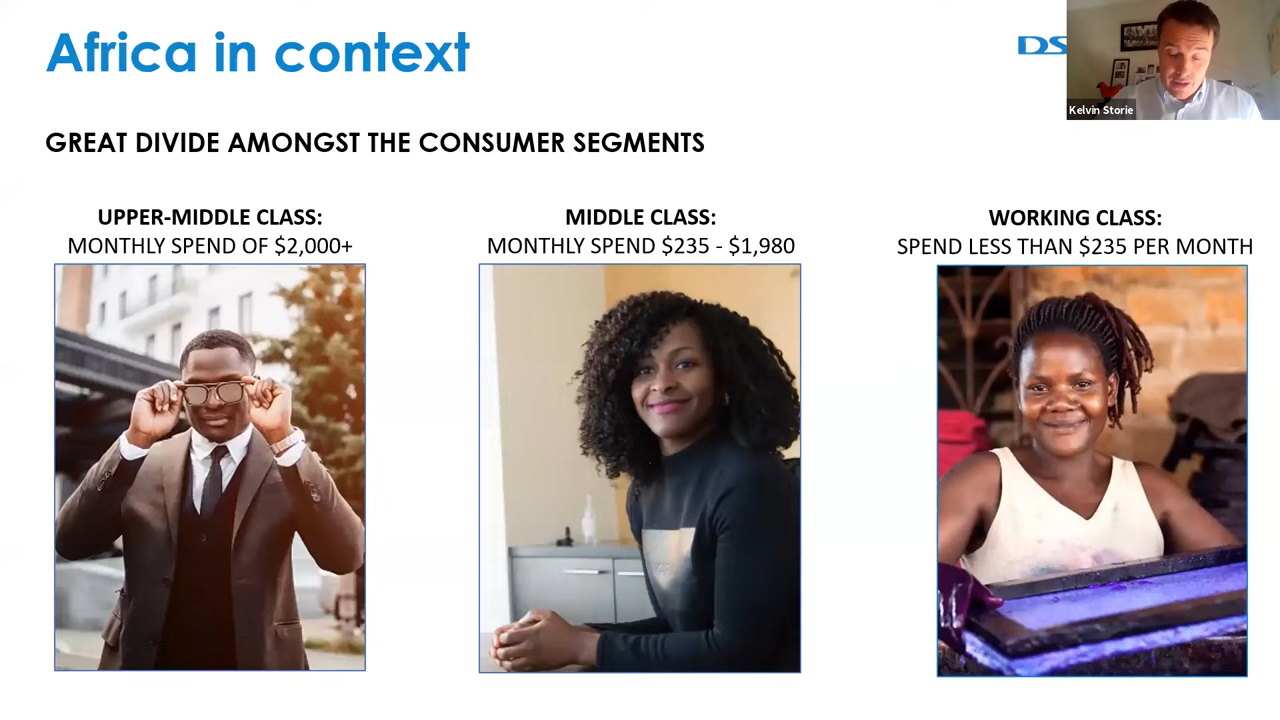 Africa in context
DS
Kelvin Storie
GREAT DIVIDE AMONGST THE CONSUMER SEGMENTS
UPPER-MIDDLE CLASS:
MONTHLY SPEND OF $2,000+
MIDDLE CLASS:
MONTHLY SPEND $235 - $1,980
WORKING CLASS:
SPEND LESS THAN $235 PER MONTH